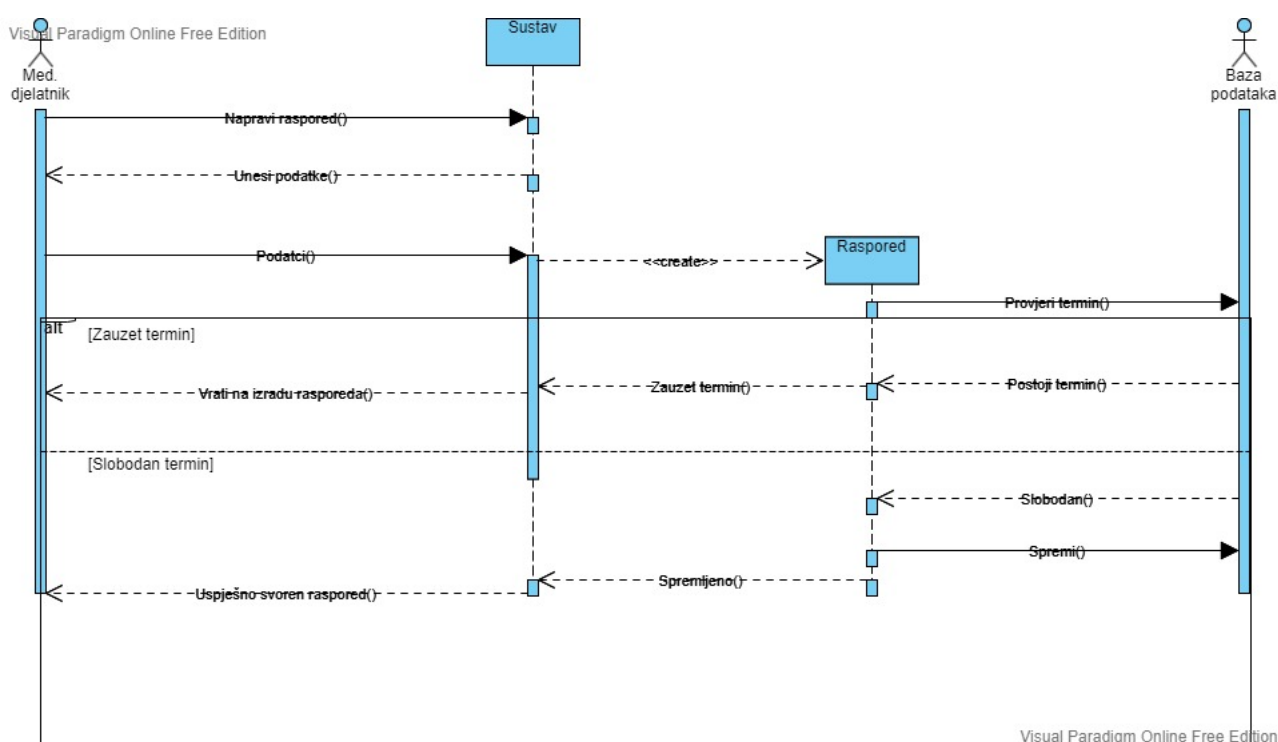 Visual Paradigm Online Free Edition
Sustav
Med.
djelatnik
Baza
podataka
Napravi raspored()
Unesi podatke()
Podatci()
<<create>>
Raspored
Provjeri termin()
alt
[Zauzet termin]
Vrati na izradu rasporeda()
Zauzet termin()
Postoji termin()
[Slobodan termin]
Slobodan()
Spremi()
Spremljeno()
Uspješno svoren raspored()
Visual Paradigm Online Free Edition